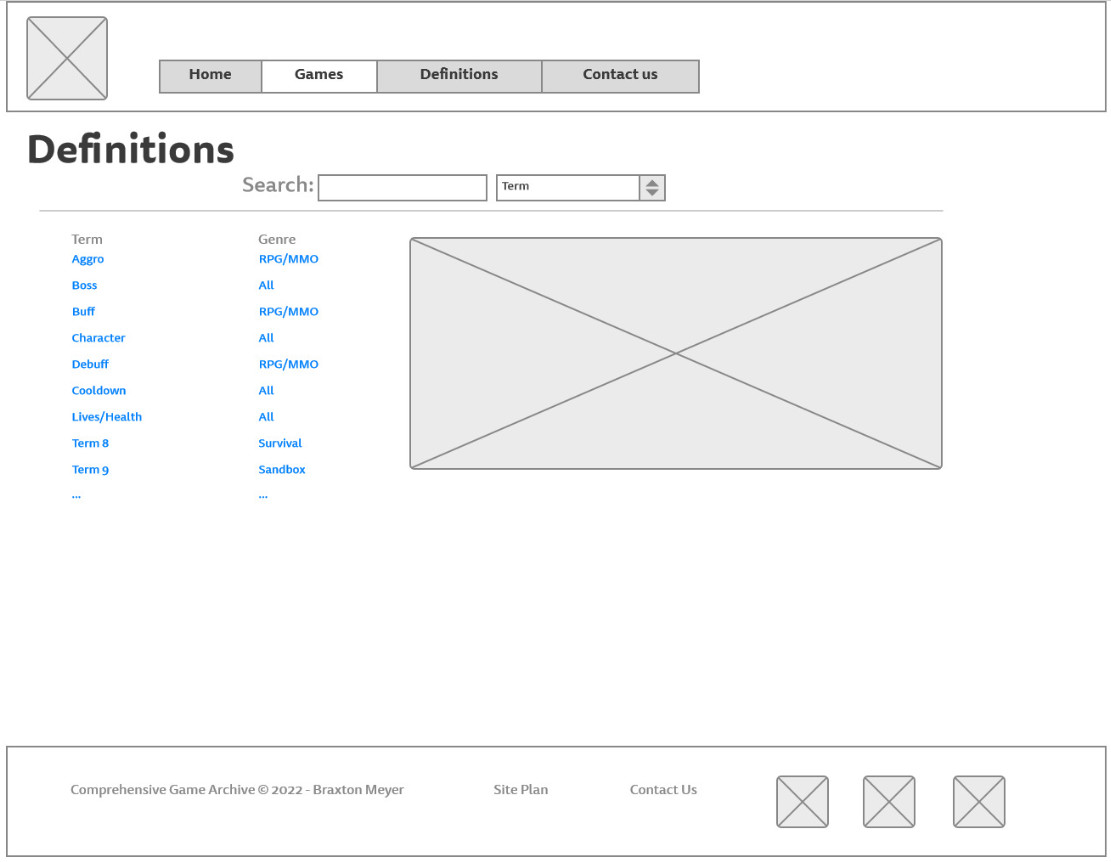 Home Games Definitions Contact us
Definitions
Search: Term
Term Genre
Aggro RPG/MMO
Boss All
Buff RPG/MMO
Character All
Debuff RPG/MMO
Cooldown All
Lives/Health All
Term 8 Survival
Term 9 Sandbox
... ...
Comprehensive Game Archive © 2022 - Braxton Meyer Site Plan Contact Us